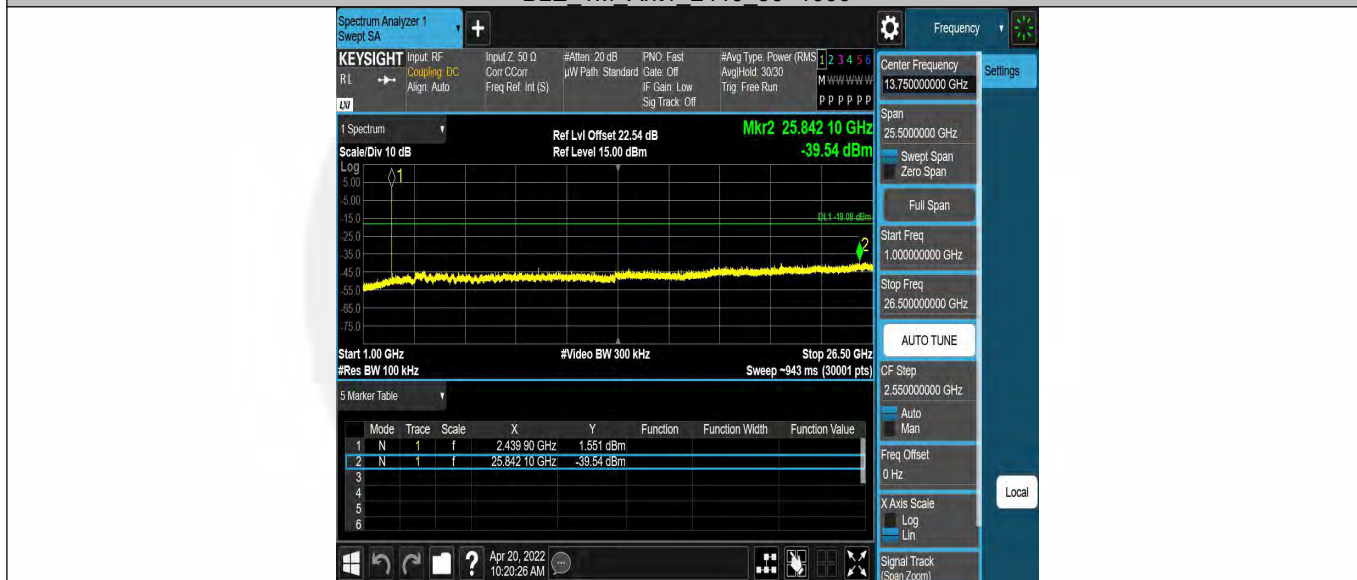 Spectrum Analyzer 1
Swept SA
Frequency
KEYSIGHT
Input: RF
Coupling: DC
Align: Auto
RL
LXI
Input Z: 50 Ω
Corr CCorr
Freq Ref: Int (S)
#Atten: 20 dB
µW Path: Standard
PNO: Fast
Gate: Off
IF Gain: Low
Sig Track: Off
#Avg Type: Power (RMS
Avg|Hold: 30/30
Trig: Free Run
1 2 3 4 5 6
M W W W W W
P P P P P P
1 Spectrum
Ref Lvl Offset 22.54 dB
Ref Level 15.00 dBm
Mkr2 25.842 10 GHz
-39.54 dBm
Scale/Div 10 dB
Log
1
5.00
-5.00
-15.0
DL1 -18.08 dBm
-25.0
2
-35.0
-45.0
-55.0
-65.0
-75.0
Start 1.00 GHz
#Video BW 300 kHz
Stop 26.50 GHz
#Res BW 100 kHz
Sweep ~943 ms (30001 pts)
5 Marker Table
Mode Trace Scale X Y Function Function Width Function Value
1 N 1 f 2.439 90 GHz 1.551 dBm
2 N 1 f 25.842 10 GHz -39.54 dBm
3
4
5
6
?
Apr 20, 2022
10:20:26 AM
Center Frequency
13.750000000 GHz
Settings
Span
25.5000000 GHz
Swept Span
Zero Span
Full Span
Start Freq
1.000000000 GHz
Stop Freq
26.500000000 GHz
AUTO TUNE
CF Step
2.550000000 GHz
Auto
Man
Freq Offset
0 Hz
Local
X Axis Scale
Log
Lin
Signal Track
(Span Zoom)